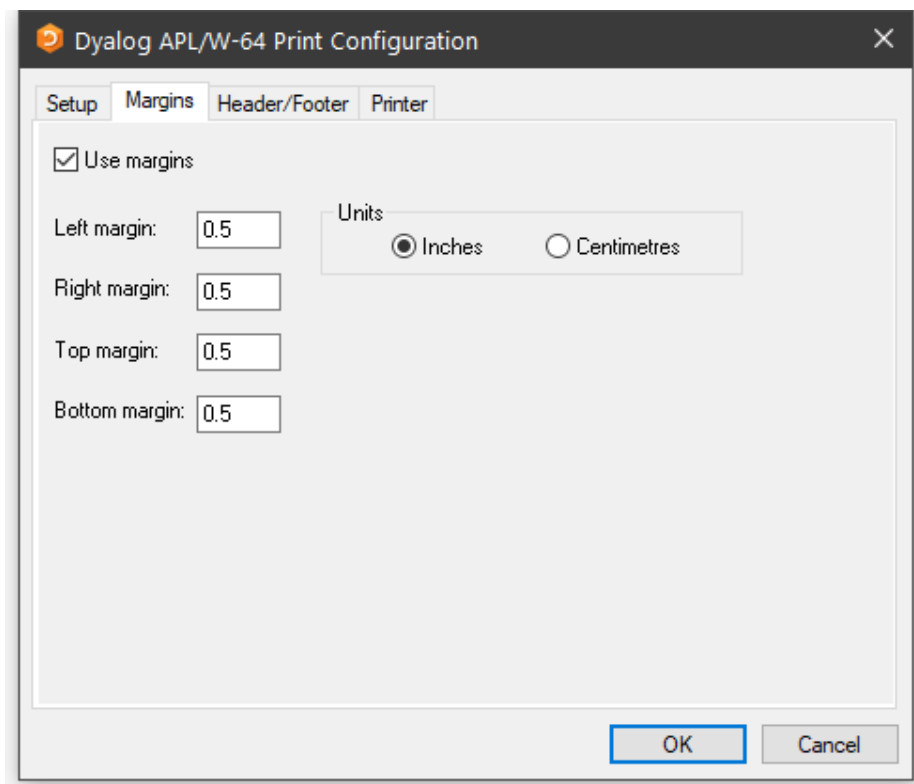 Dyalog APL/W-64 Print Configuration
Setup Margins Header/Footer Printer
Use margins
Units
Left margin: 0.5
Inches Centimetres
Right margin: 0.5
Top margin: 0.5
Bottom margin: 0.5
OK Cancel